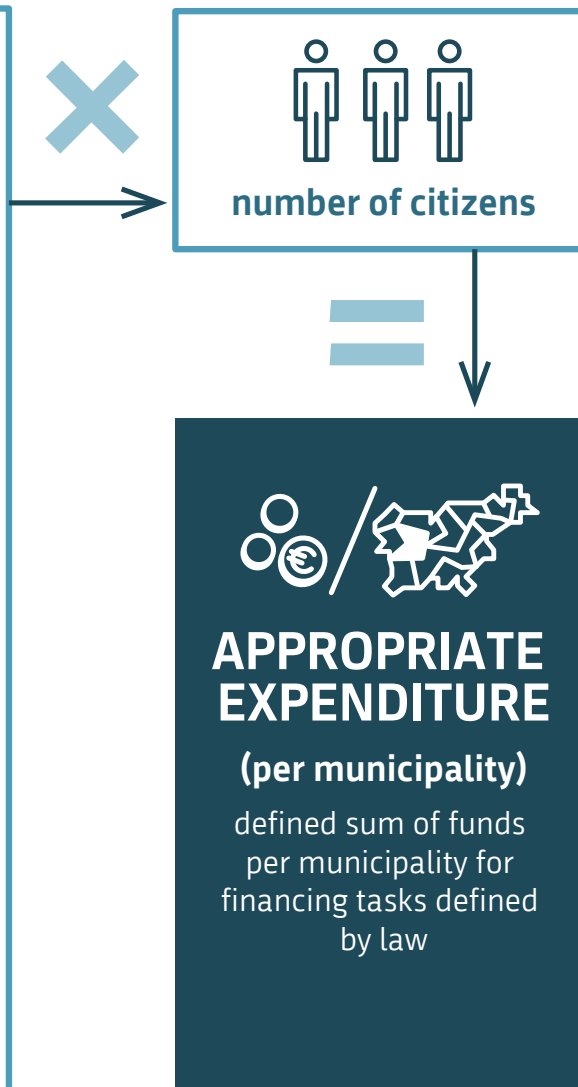 number of citizens
APPROPRIATE
EXPENDITURE
(per municipality)
defined sum of funds
per municipality for
financing tasks defined
by law